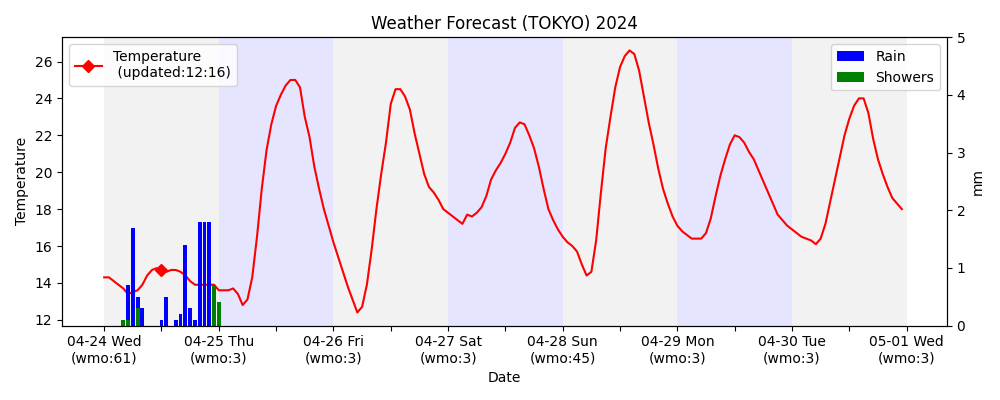 Weather Forecast (TOKYO) 2024
Temperature
(updated:12:16)
Rain
Showers
Temperature
26
24
22
20
18
16
14
12
5
4
3
2
1
0
mm
04-24 Wed
(wmo:61)
04-25 Thu
(wmo:3)
04-26 Fri
(wmo:3)
04-27 Sat
(wmo:3)
04-28 Sun
(wmo:45)
04-29 Mon
(wmo:3)
04-30 Tue
(wmo:3)
05-01 Wed
(wmo:3)
Date